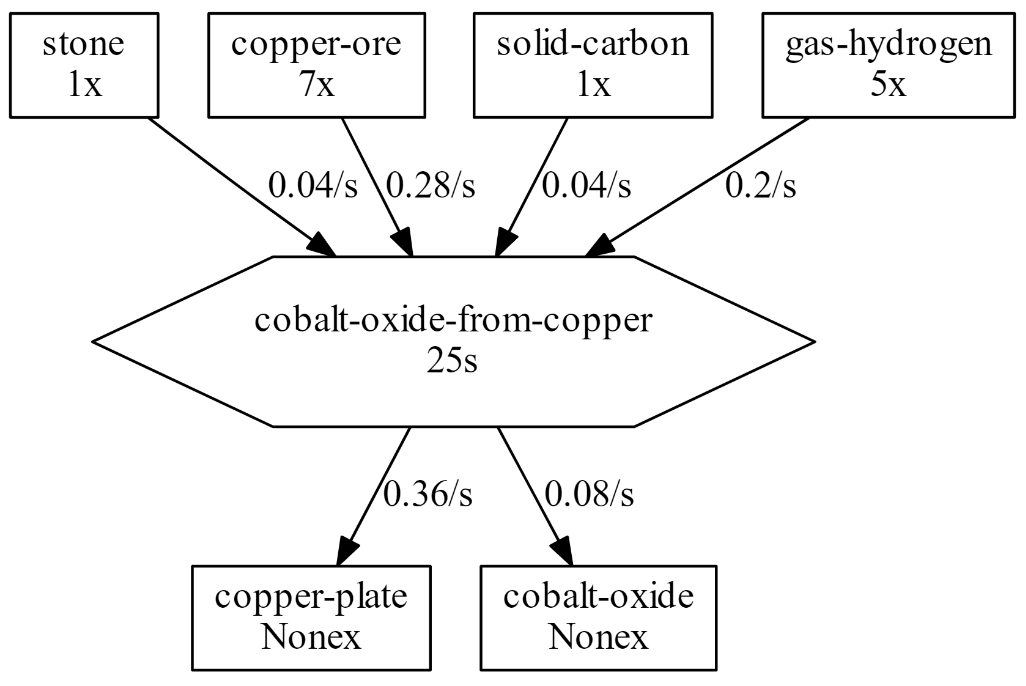 stone
1x
copper-ore
7x
solid-carbon
1x
gas-hydrogen
5x
0.04/s
0.28/s
0.04/s
0.2/s
cobalt-oxide-from-copper
25s
0.36/s
0.08/s
copper-plate
Nonex
cobalt-oxide
Nonex